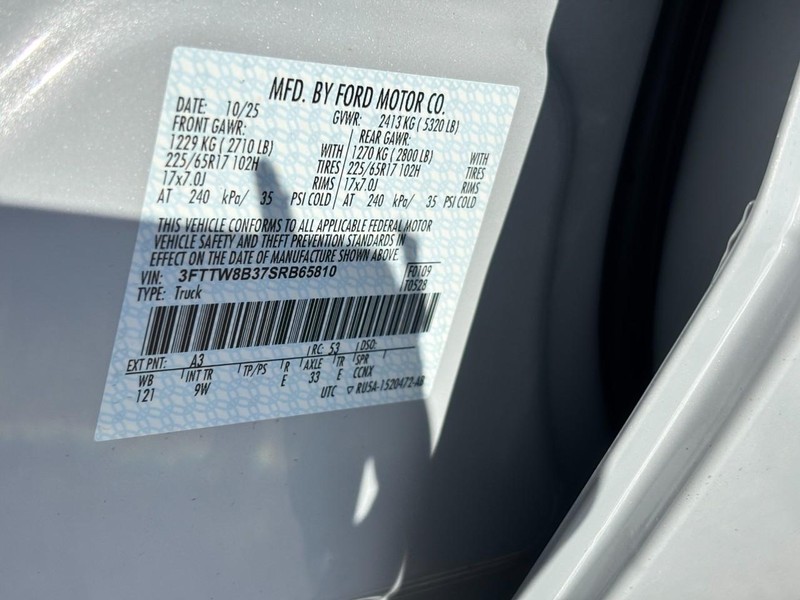 MFD. BY FORD MOTOR CO.
DATE: 10/25 GVWR: 2413 KG ( 5320 LB)
FRONT GAWR: REAR GAWR:
1229 KG ( 2710 LB) WITH 1270 KG ( 2800 LB) WITH
225/65R17 102H TIRES 225/65R17 102H TIRES
17x7.0J RIMS 17x7.0J RIMS
AT 240 kPa/ 35 PSI COLD AT 240 kPa/ 35 PSI COLD
THIS VEHICLE CONFORMS TO ALL APPLICABLE FEDERAL MOTOR
VEHICLE SAFETY AND THEFT PREVENTION STANDARDS IN
EFFECT ON THE DATE OF MANUFACTURE SHOWN ABOVE.
VIN: 3FTTW8B37SRB65810 F0109
TYPE: Truck T0528
EXT PNT: A3 RC: 53 DSO:
WB INT TR TP/PS R AXLE TR SPR
121 9W E 33 E CCNX
UTC ▽ RU5A-1520472-AB